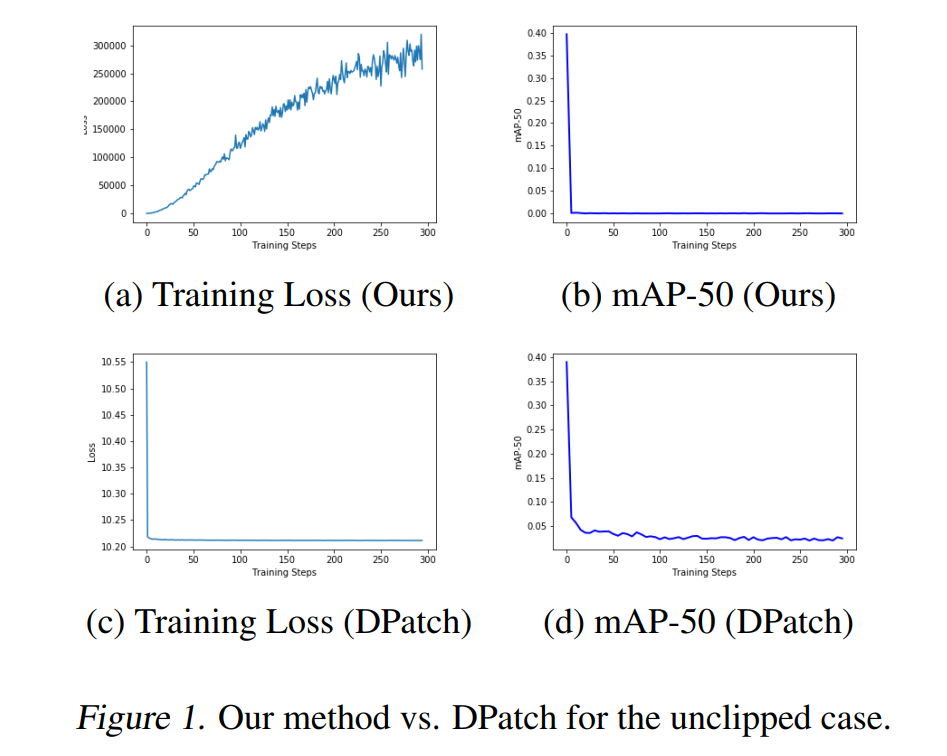 300000
250000
200000
150000
100000
50000
0
0 50 100 150 200 250 300
Training Steps
0.40
0.35
0.30
0.25
0.20
0.15
0.10
0.05
0.00
mAP-50
0 50 100 150 200 250 300
Training Steps
(a) Training Loss (Ours)
(b) mAP-50 (Ours)
10.55
10.50
10.45
10.40
10.35
10.30
10.25
10.20
Loss
0 50 100 150 200 250 300
Training Steps
0.40
0.35
0.30
0.25
0.20
0.15
0.10
0.05
mAP-50
0 50 100 150 200 250 300
Training Steps
(c) Training Loss (DPatch)
(d) mAP-50 (DPatch)
Figure 1. Our method vs. DPatch for the unclipped case.